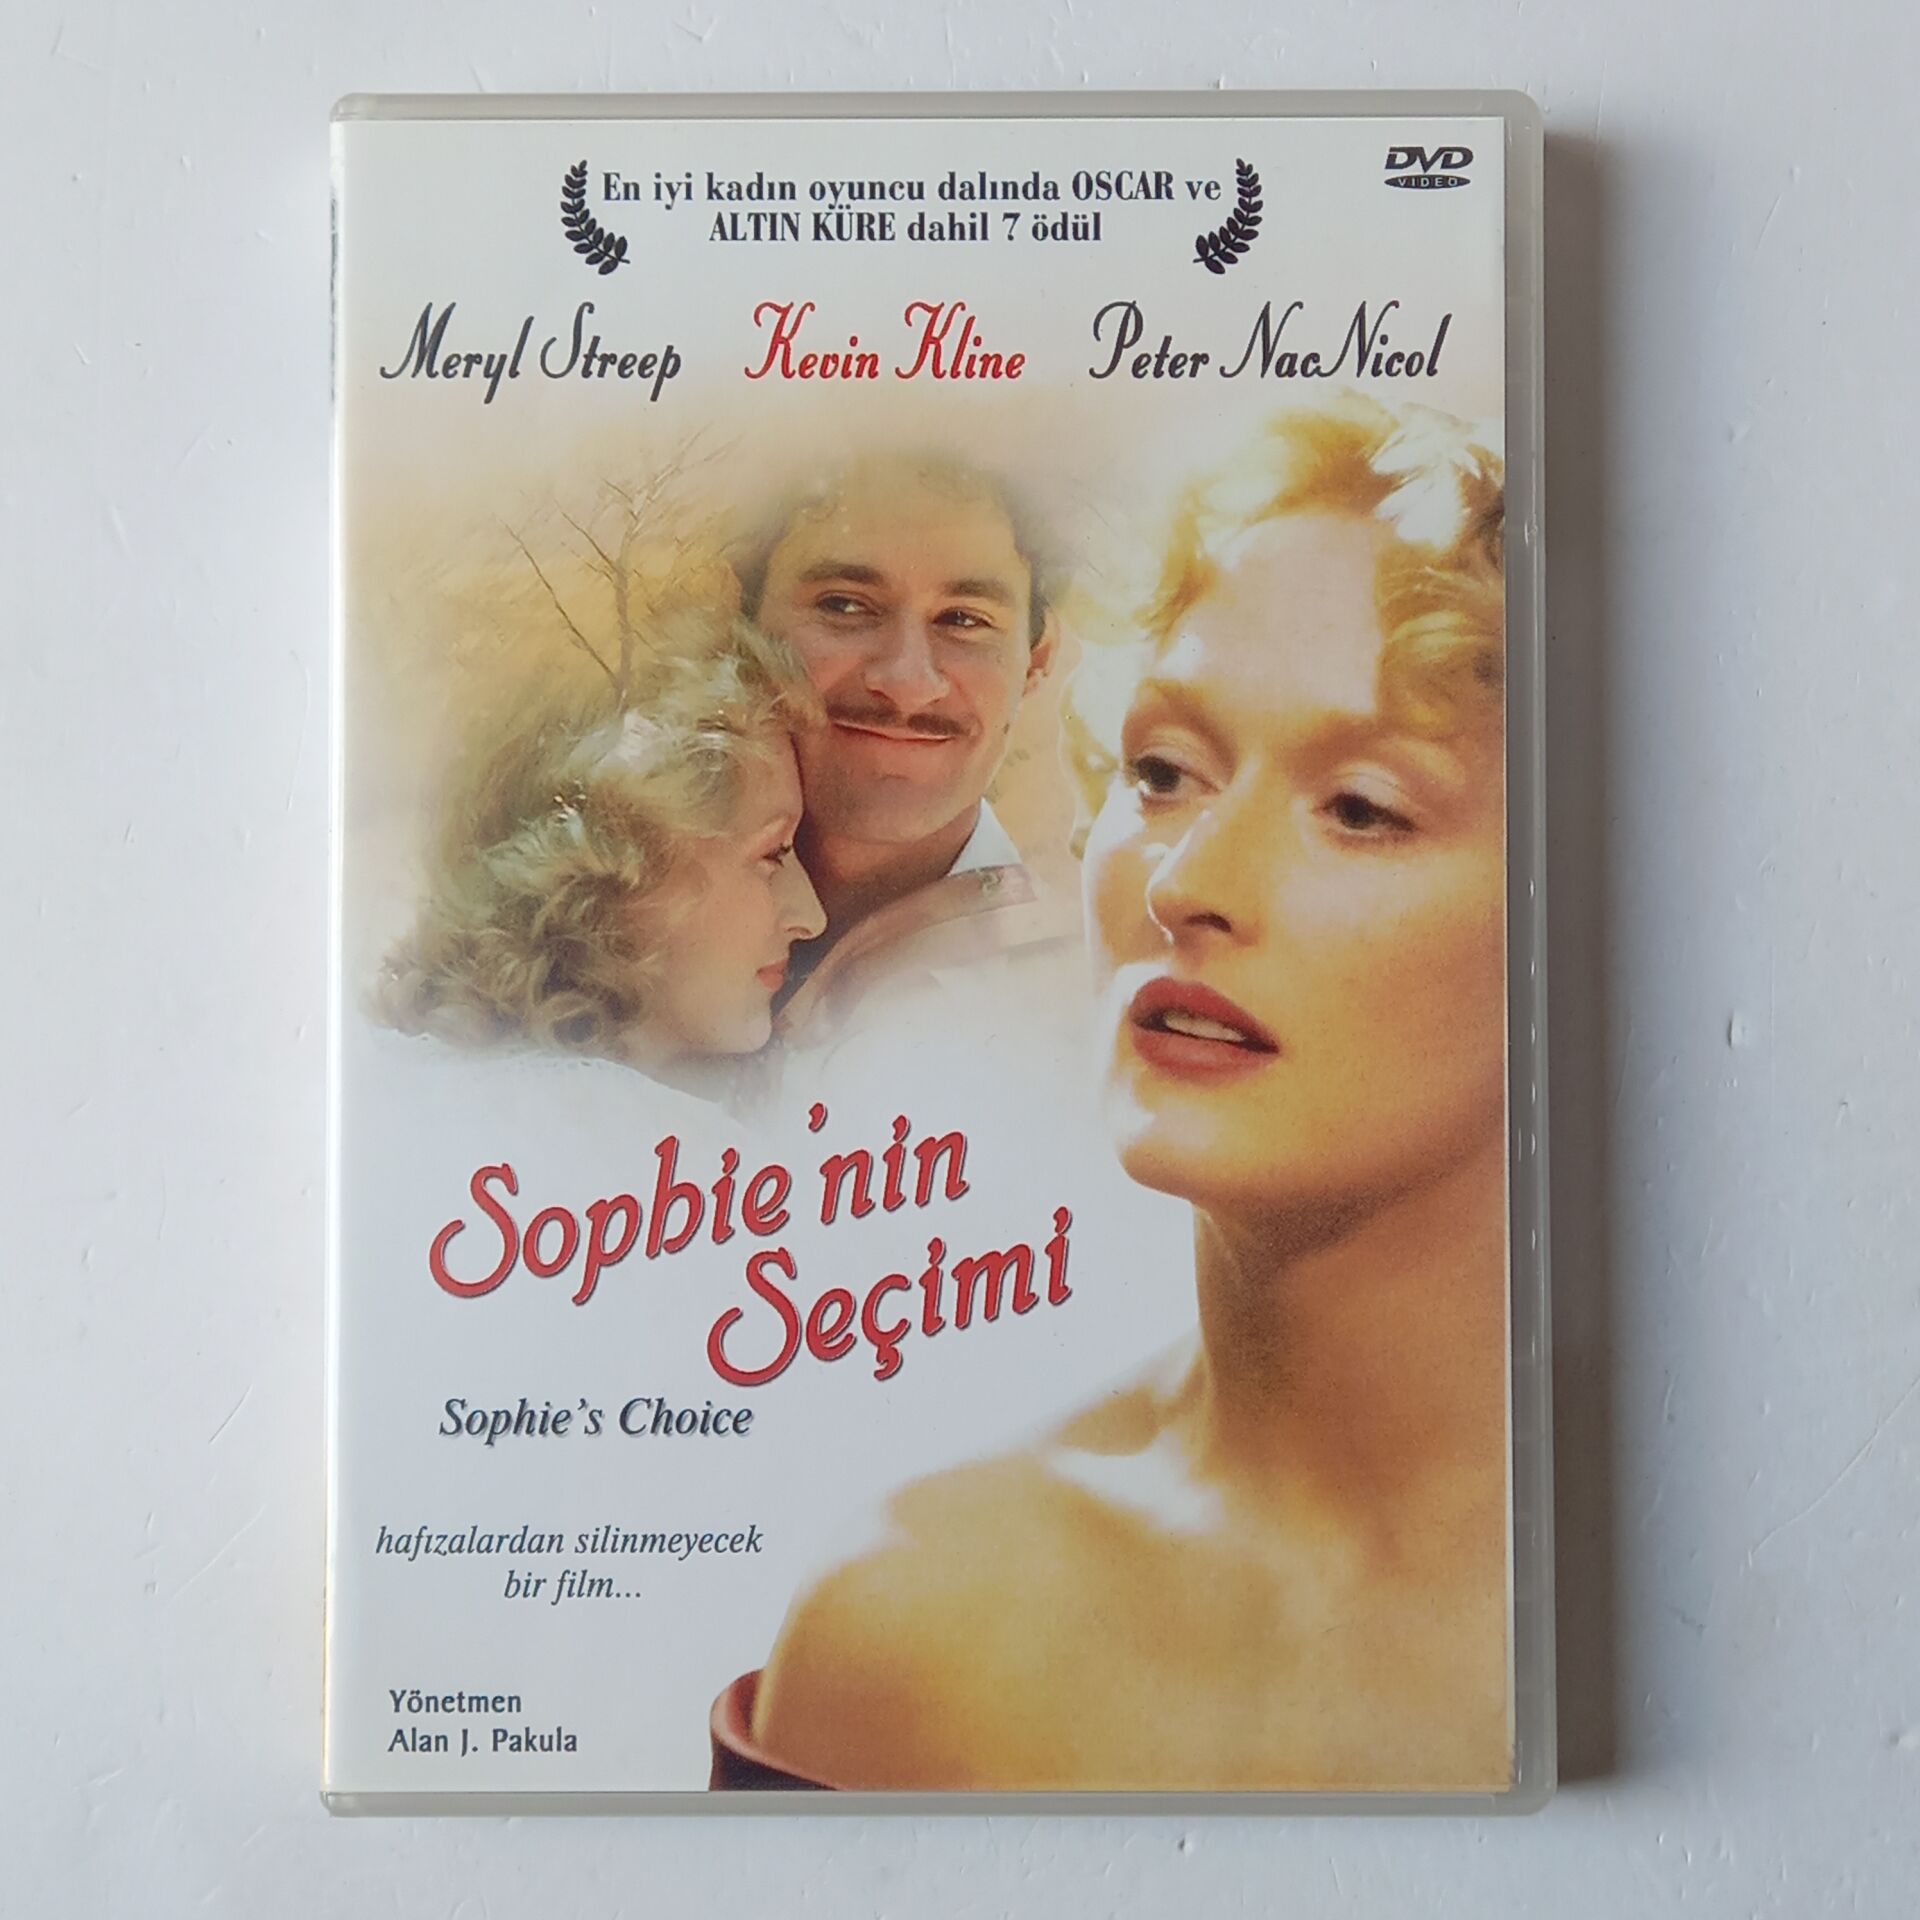 DVD
VIDEO
En iyi kadın oyuncu dalında OSCAR ve
ALTIN KÜRE dahil 7 ödül
Meryl Streep Kevin Kline Peter NacNicol
Sophie'nin
Seçimi
Sophie's Choice
hafızalardan silinmeyecek
bir film...
Yönetmen
Alan J. Pakula